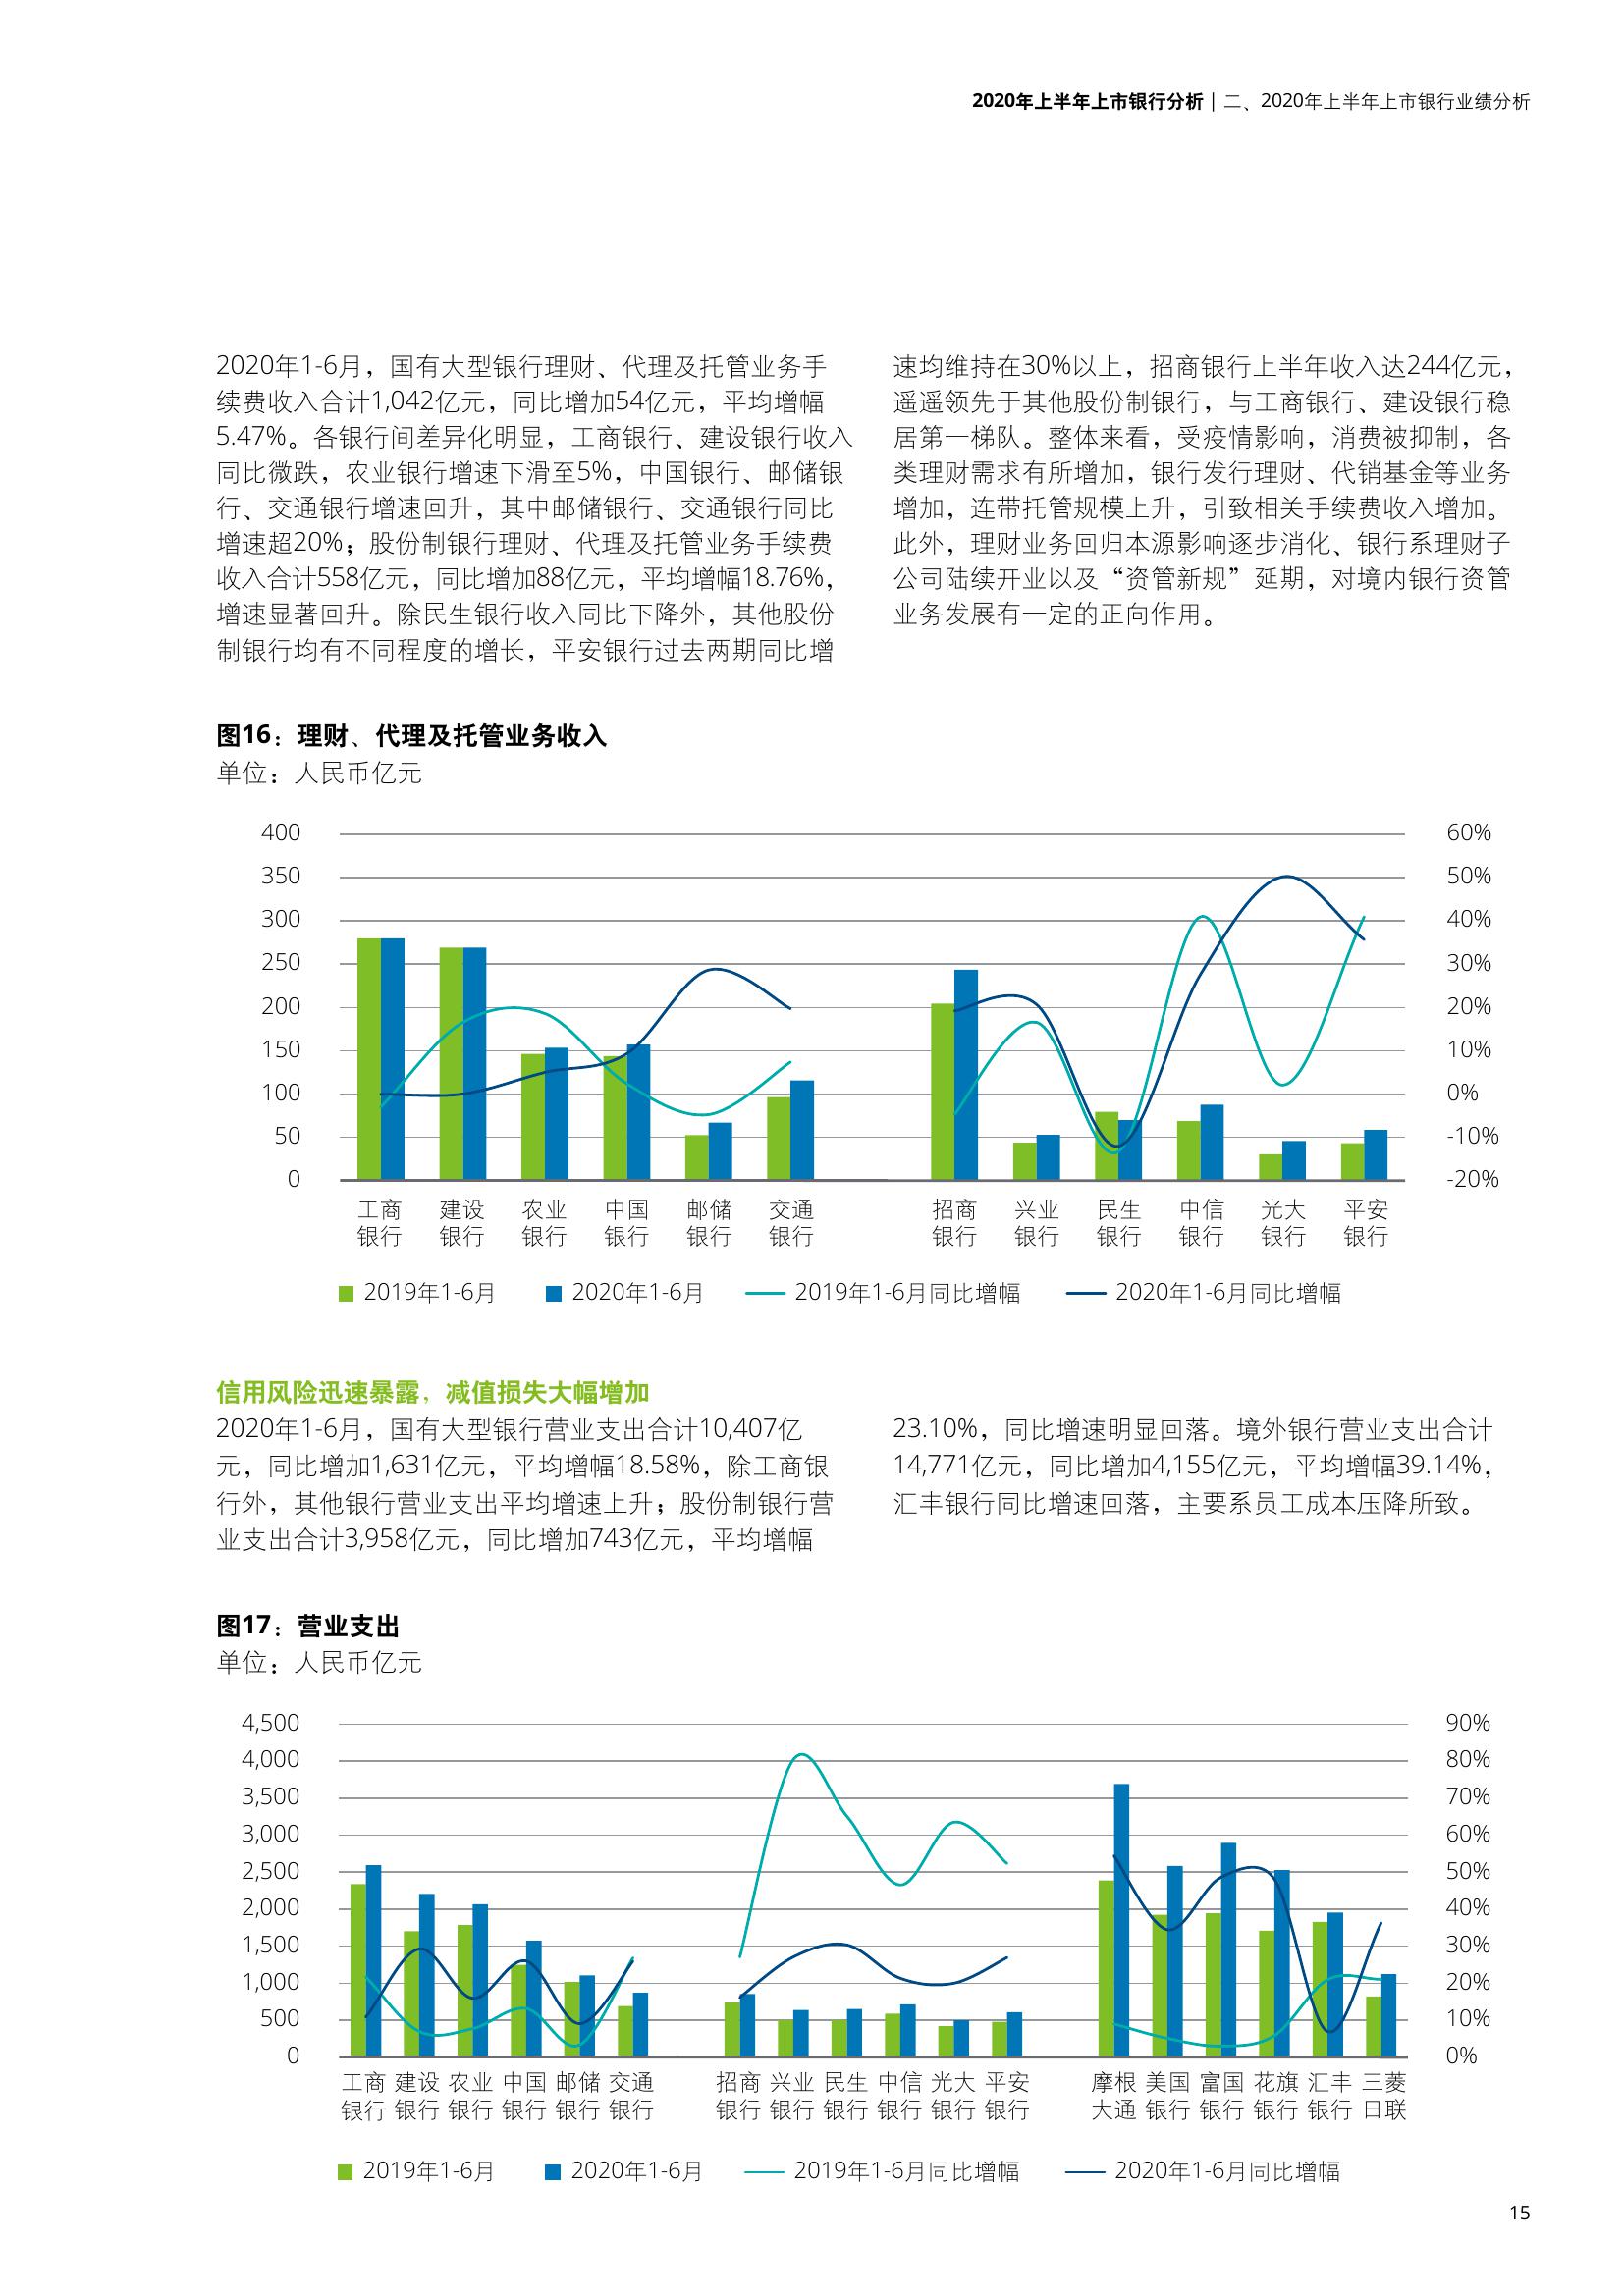 2020年上半年上市银行分析 | 二、2020年上半年上市银行业绩分析
2020年1-6月，国有大型银行理财、代理及托管业务手
续费收入合计1,042亿元，同比增加54亿元，平均增幅
5.47%。各银行间差异化明显，工商银行、建设银行收入
同比微跌，农业银行增速下滑至5%，中国银行、邮储银
行、交通银行增速回升，其中邮储银行、交通银行同比
增速超20%；股份制银行理财、代理及托管业务手续费
收入合计558亿元，同比增加88亿元，平均增幅18.76%，
增速显著回升。除民生银行收入同比下降外，其他股份
制银行均有不同程度的增长，平安银行过去两期同比增
速均维持在30%以上，招商银行上半年收入达244亿元，
遥遥领先于其他股份制银行，与工商银行、建设银行稳
居第一梯队。整体来看，受疫情影响，消费被抑制，各
类理财需求有所增加，银行发行理财、代销基金等业务
增加，连带托管规模上升，引致相关手续费收入增加。
此外，理财业务回归本源影响逐步消化、银行系理财子
公司陆续开业以及“资管新规”延期，对境内银行资管
业务发展有一定的正向作用。
图16：理财、代理及托管业务收入
单位：人民币亿元
400 60%
350 50%
300 40%
250 30%
200 20%
150 10%
100 0%
50 -10%
0 -20%
工商 建设 农业 中国 邮储 交通 招商 兴业 民生 中信 光大 平安
银行 银行 银行 银行 银行 银行 银行 银行 银行 银行 银行 银行
2019年1-6月 2020年1-6月 2019年1-6月同比增幅 2020年1-6月同比增幅
信用风险迅速暴露，减值损失大幅增加
2020年1-6月，国有大型银行营业支出合计10,407亿
元，同比增加1,631亿元，平均增幅18.58%，除工商银
行外，其他银行营业支出平均增速上升；股份制银行营
业支出合计3,958亿元，同比增加743亿元，平均增幅
23.10%，同比增速明显回落。境外银行营业支出合计
14,771亿元，同比增加4,155亿元，平均增幅39.14%，
汇丰银行同比增速回落，主要系员工成本压降所致。
图17：营业支出
单位：人民币亿元
4,500 90%
4,000 80%
3,500 70%
3,000 60%
2,500 50%
2,000 40%
1,500 30%
1,000 20%
500 10%
0 0%
工商 建设 农业 中国 邮储 交通 招商 兴业 民生 中信 光大 平安 摩根 美国 富国 花旗 汇丰 三菱
银行 银行 银行 银行 银行 银行 银行 银行 银行 银行 银行 银行 大通 银行 银行 银行 银行 日联
2019年1-6月 2020年1-6月 2019年1-6月同比增幅 2020年1-6月同比增幅
15